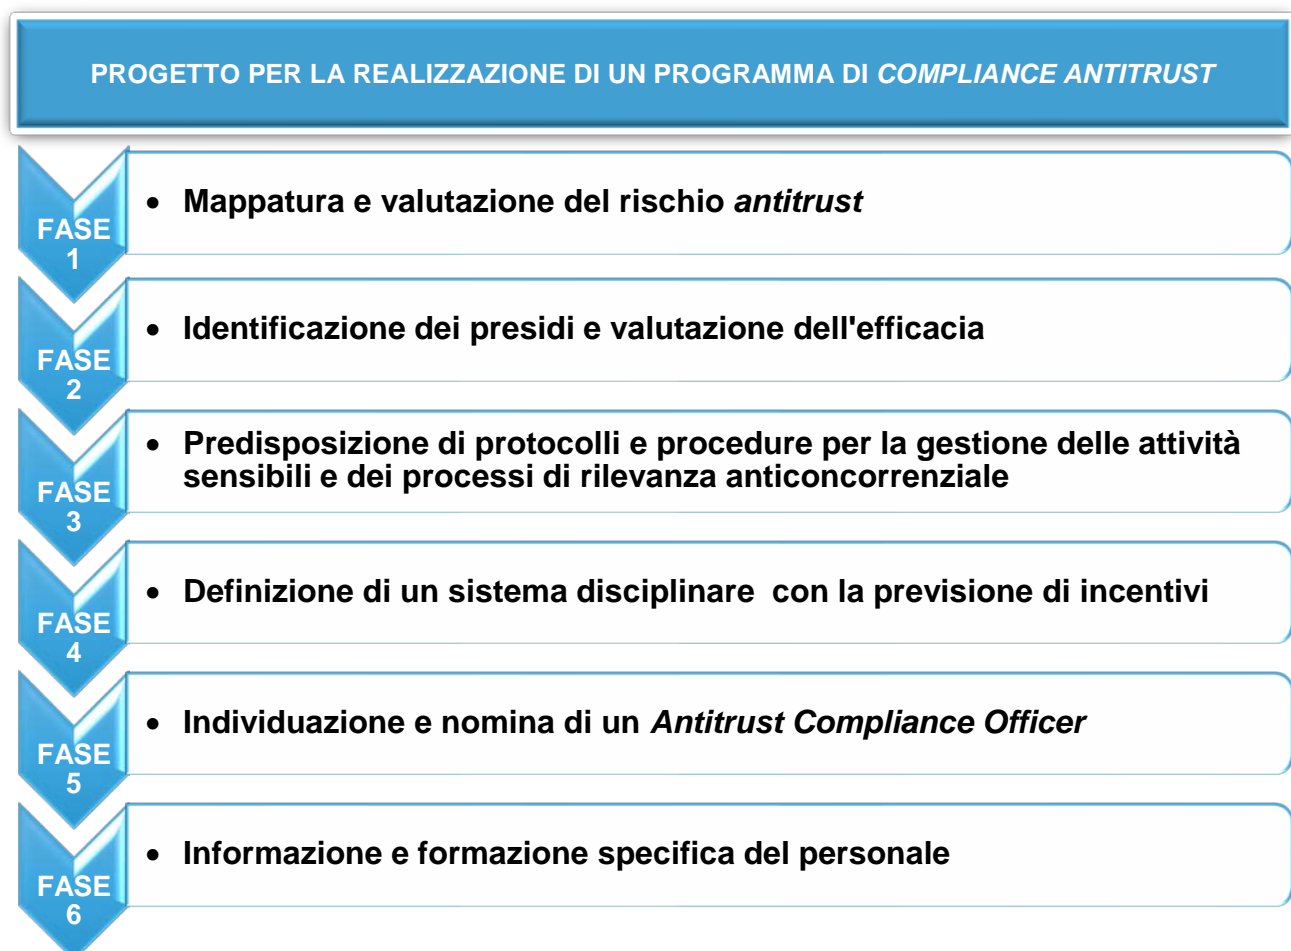 PROGETTO PER LA REALIZZAZIONE DI UN PROGRAMMA DI COMPLIANCE ANTITRUST
FASE
1
• Mappatura e valutazione del rischio antitrust
FASE
2
• Identificazione dei presidi e valutazione dell'efficacia
FASE
3
• Predisposizione di protocolli e procedure per la gestione delle attività
sensibili e dei processi di rilevanza anticoncorrenziale
FASE
4
• Definizione di un sistema disciplinare  con la previsione di incentivi
FASE
5
• Individuazione e nomina di un Antitrust Compliance Officer
FASE
6
• Informazione e formazione specifica del personale